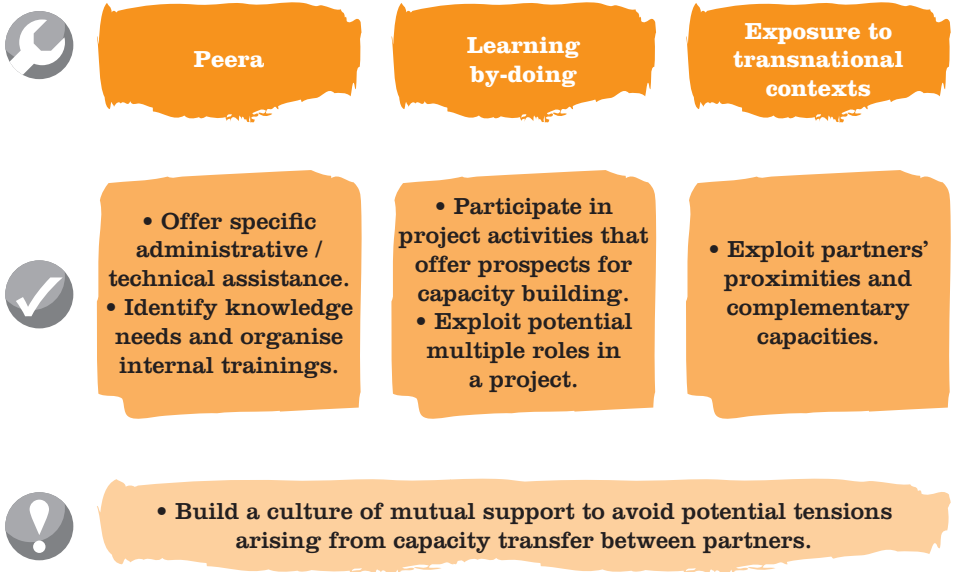 Peera
Learning
by-doing
Exposure to
transnational
contexts
• Offer specific
administrative /
technical assistance.
• Identify knowledge
needs and organise
internal trainings.
• Participate in
project activities that
offer prospects for
capacity building.
• Exploit potential
multiple roles in
a project.
• Exploit partners’
proximities and
complementary
capacities.
• Build a culture of mutual support to avoid potential tensions
arising from capacity transfer between partners.